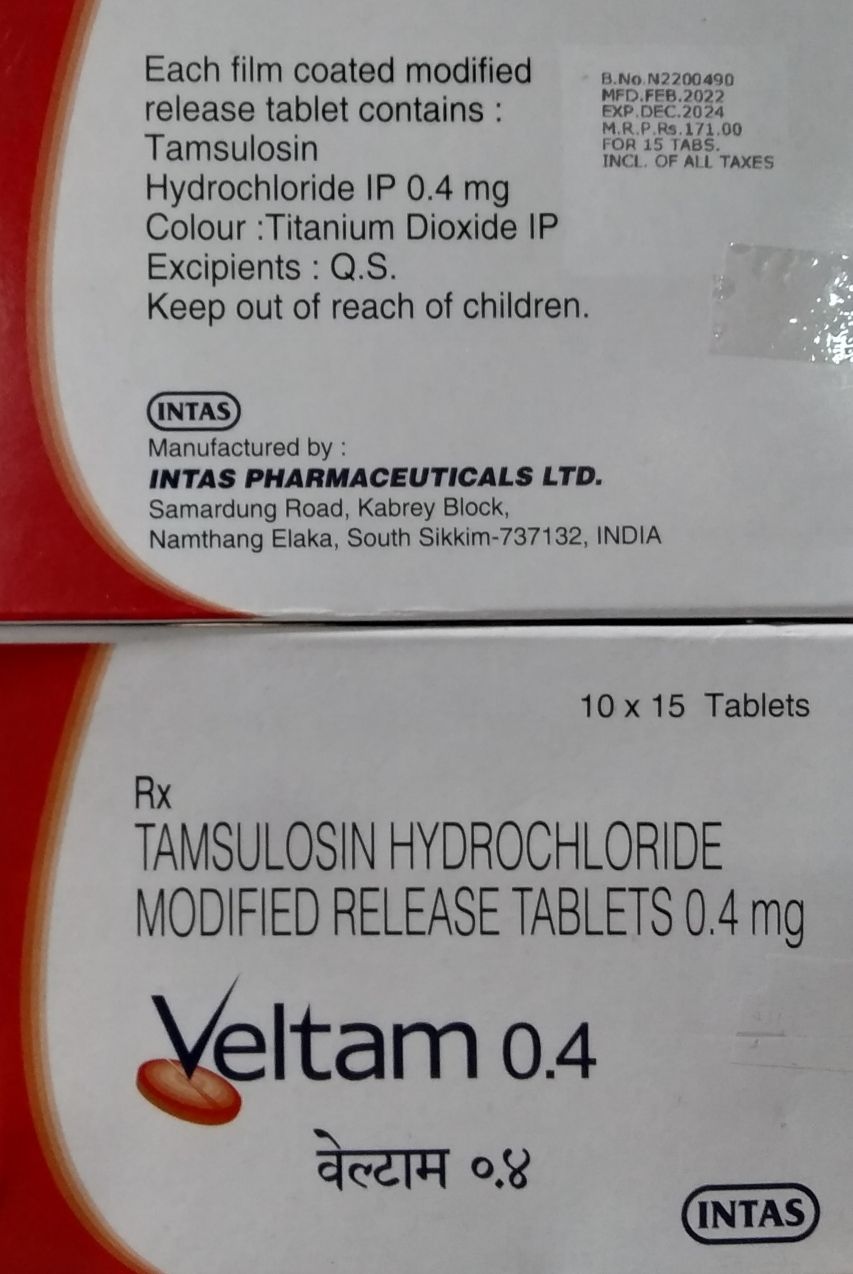 Each film coated modified
release tablet contains :
Tamsulosin
Hydrochloride IP 0.4 mg
Colour :Titanium Dioxide IP
Excipients : Q.S.
Keep out of reach of children.
B.No.N2200490
MFD.FEB.2022
EXP.DEC.2024
M.R.P.Rs.171.00
FOR 15 TABS.
INCL. OF ALL TAXES
INTAS
Manufactured by :
INTAS PHARMACEUTICALS LTD.
Samardung Road, Kabrey Block,
Namthang Elaka, South Sikkim-737132, INDIA
10 x 15 Tablets
Rx
TAMSULOSIN HYDROCHLORIDE
MODIFIED RELEASE TABLETS 0.4 mg
Veltam 0.4
वेल्टाम ०.४
INTAS